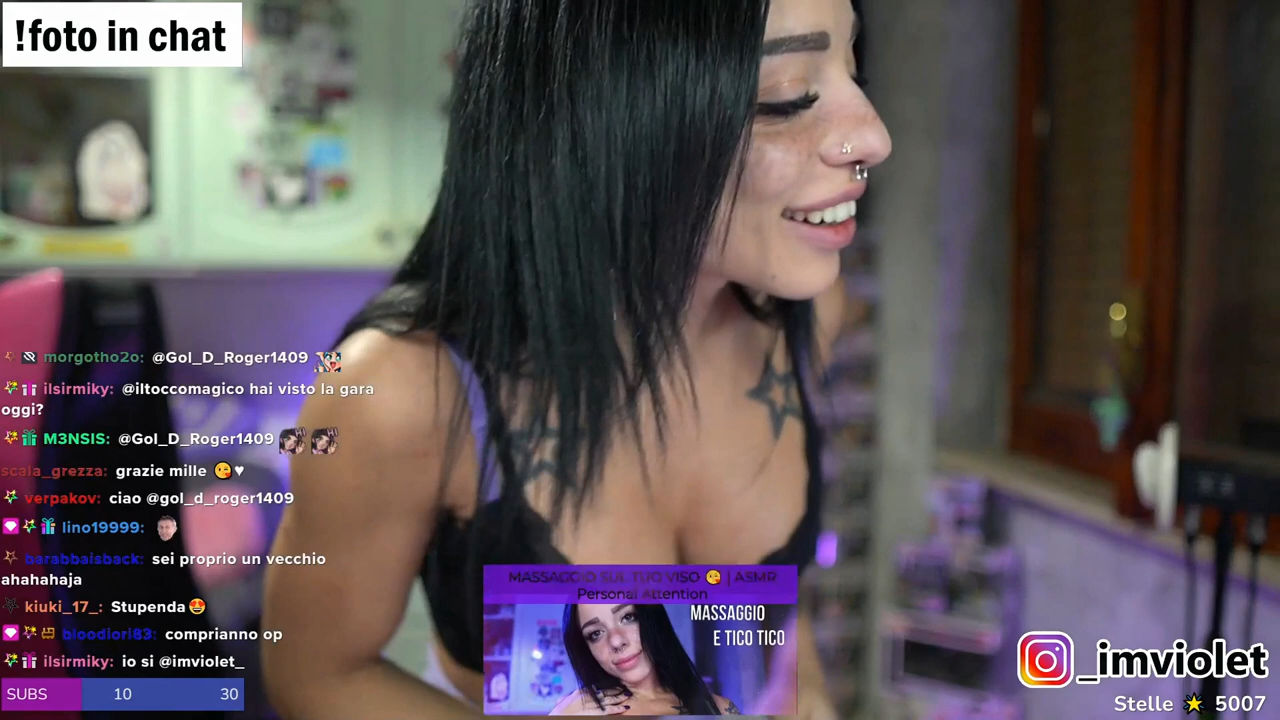 !foto in chat
morgotho2o: @Gol_D_Roger1409
ilsirmiky: @iltoccomagico hai visto la gara
oggi?
M3NSIS: @Gol_D_Roger1409
scala_grezza: grazie mille 😘♥
verpakov: ciao @gol_d_roger1409
lino19999:
barabbaisback: sei proprio un vecchio
ahahahaja
kiuki_17_: Stupenda😍
bloodiori83: comprianno op
ilsirmiky: io si @imviolet_
SUBS 10 30
MASSAGGIO SUL TUO VISO 😘 | ASMR
Personal Attention
MASSAGGIO
E TICO TICO
_imviolet
Stelle 🌟 5007